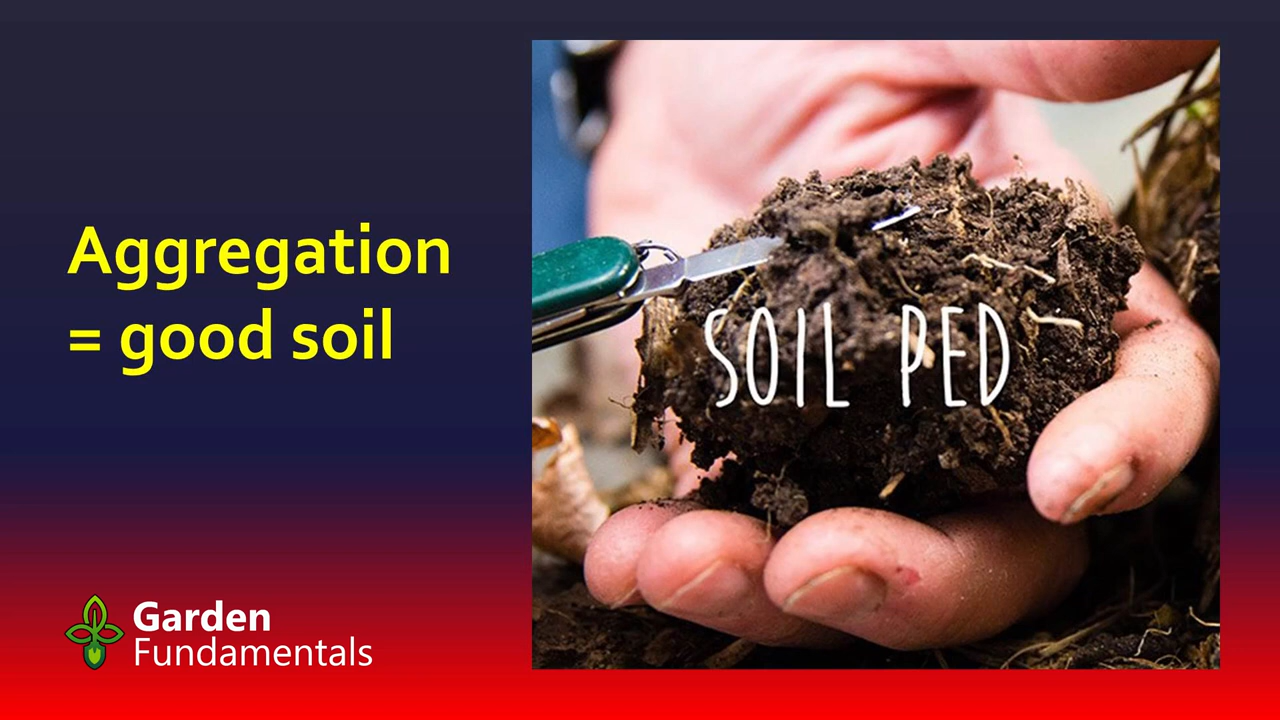 Aggregation
= good soil
SOIL PED
Garden
Fundamentals